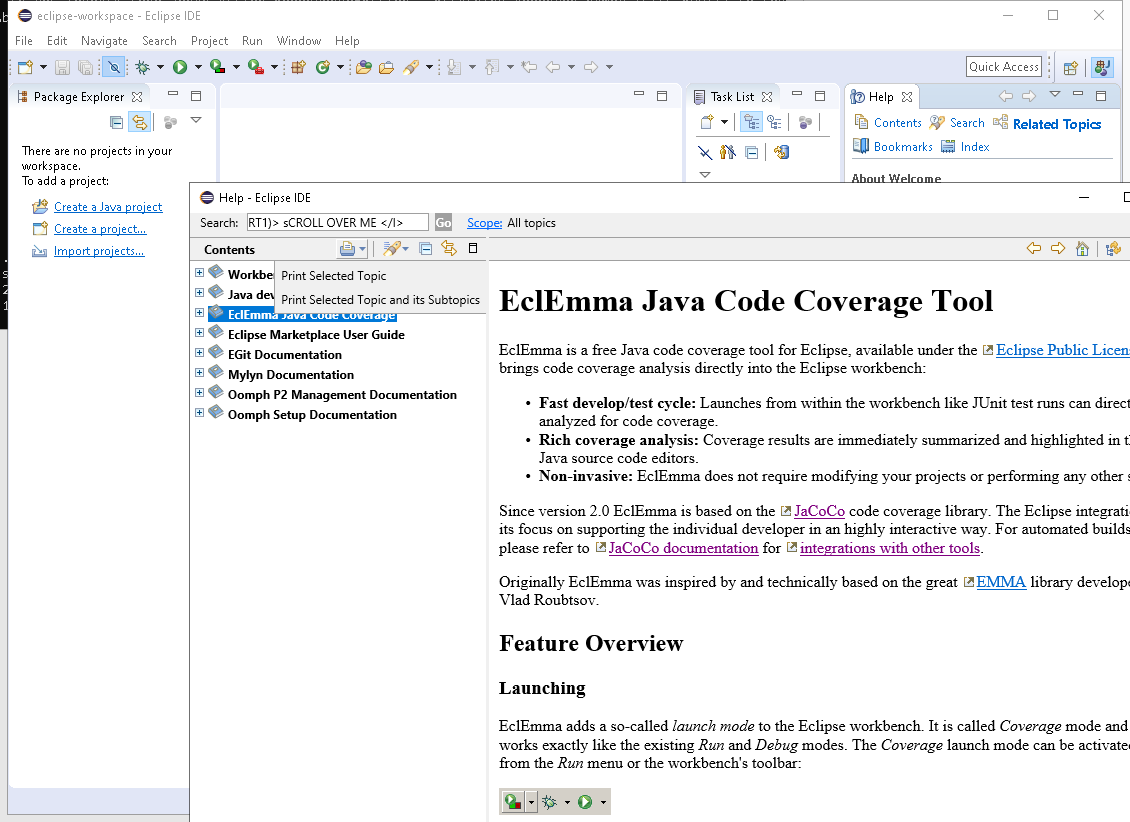 eclipse-workspace - Eclipse IDE
File Edit Navigate Search Project Run Window Help
Quick Access
Package Explorer
Task List
Help
Contents Search Related Topics
Bookmarks Index
About Welcome
There are no projects in your
workspace.
To add a project:
Create a Java project
Create a project...
Import projects...
Help - Eclipse IDE
Search: RT1)> sCROLL OVER ME </I> Go Scope: All topics
Contents
Print Selected Topic
Print Selected Topic and its Subtopics
Java dev
EclEmma Java Code Coverage
Eclipse Marketplace User Guide
EGit Documentation
Mylyn Documentation
Oomph P2 Management Documentation
Oomph Setup Documentation
EclEmma Java Code Coverage Tool
EclEmma is a free Java code coverage tool for Eclipse, available under the Eclipse Public Licen
brings code coverage analysis directly into the Eclipse workbench:
• Fast develop/test cycle: Launches from within the workbench like JUnit test runs can direc
analyzed for code coverage.
• Rich coverage analysis: Coverage results are immediately summarized and highlighted in t
Java source code editors.
• Non-invasive: EclEmma does not require modifying your projects or performing any other s
Since version 2.0 EclEmma is based on the JaCoCo code coverage library. The Eclipse integrati
its focus on supporting the individual developer in an highly interactive way. For automated builds
please refer to JaCoCo documentation for integrations with other tools.
Originally EclEmma was inspired by and technically based on the great EMMA library develope
Vlad Roubtsov.
Feature Overview
Launching
EclEmma adds a so-called launch mode to the Eclipse workbench. It is called Coverage mode and
works exactly like the existing Run and Debug modes. The Coverage launch mode can be activate
from the Run menu or the workbench's toolbar: